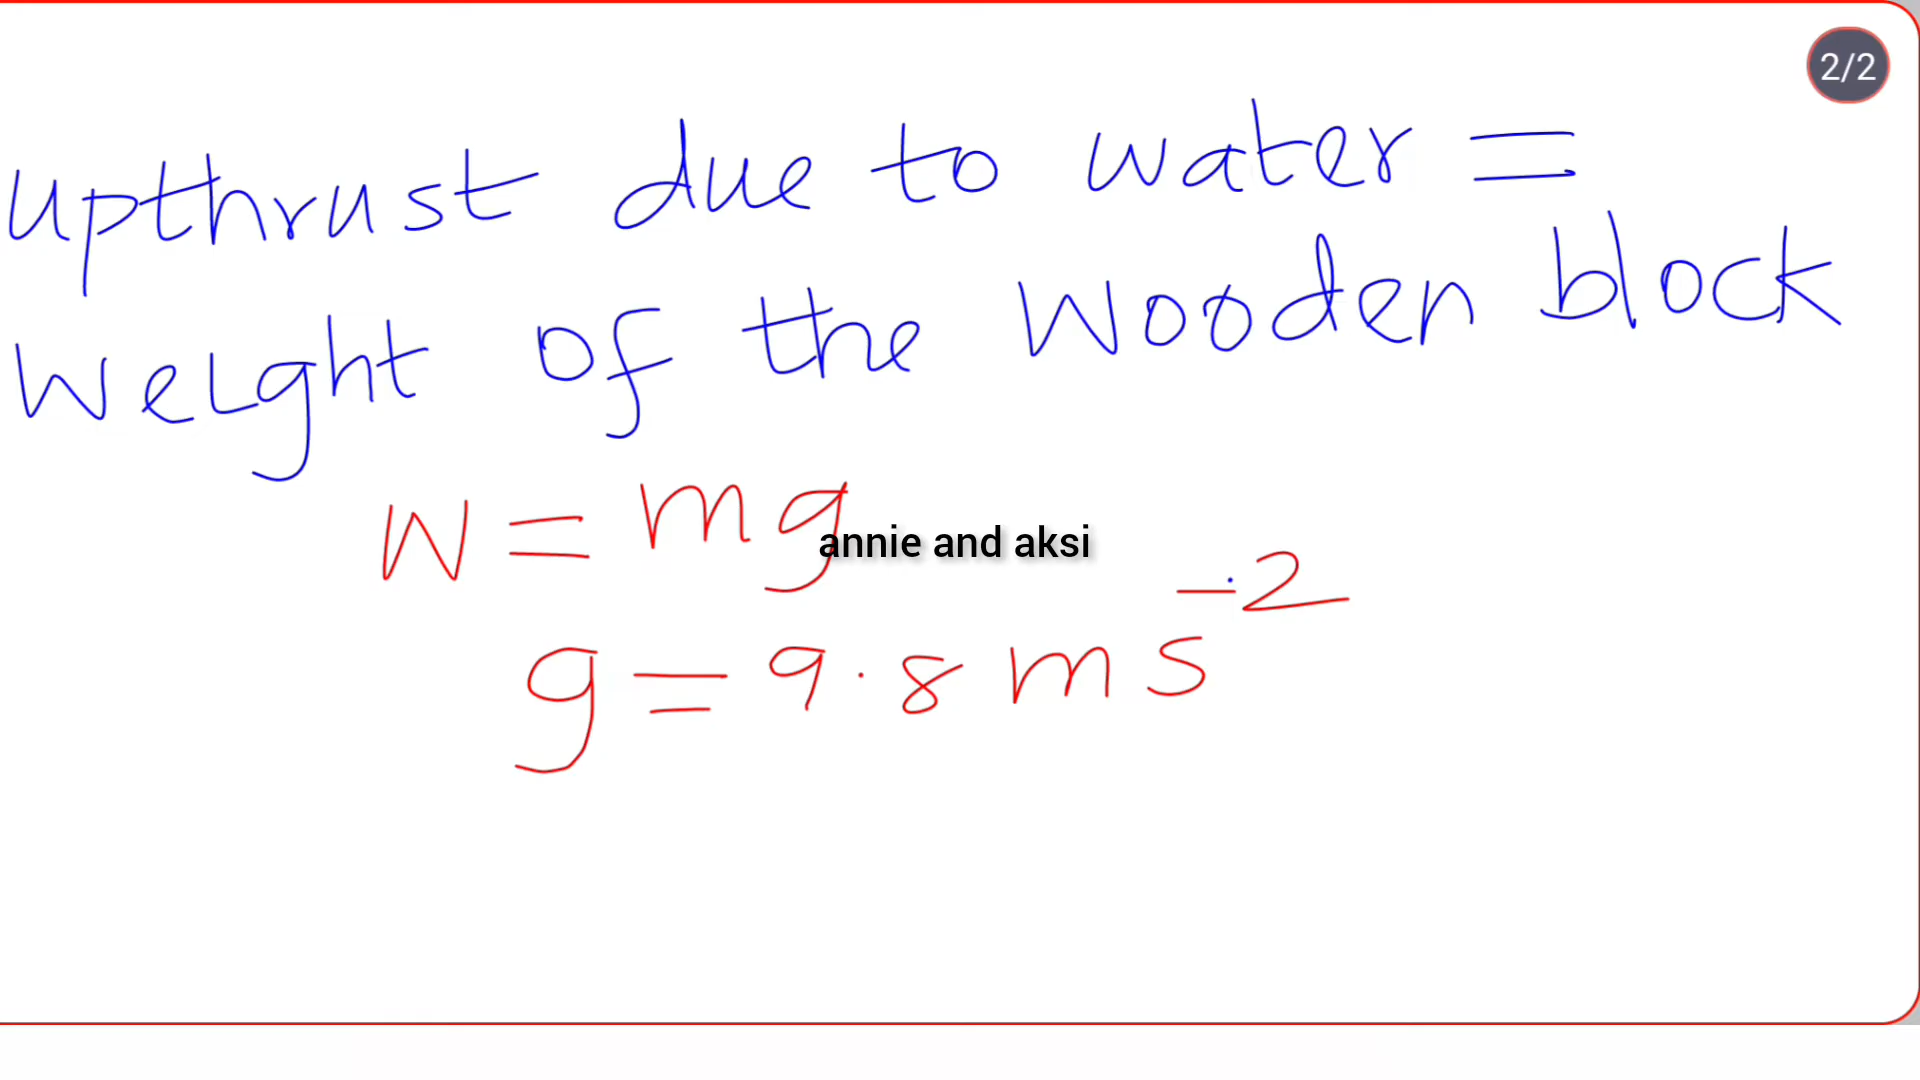 2/2
upthrust due to water =
Weight of the Wooden block
W = mg
annie and aksi
g = 9.8 ms⁻²